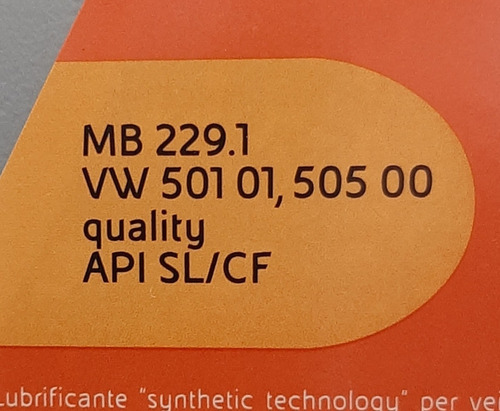 MB 229.1
VW 501 01, 505 00
quality
API SL/CF
Lubrificante "synthetic technology" per